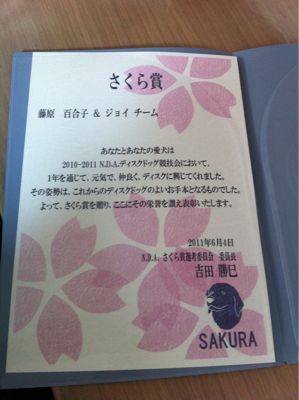 さくら賞
藤原 百合子 & ジョイ チーム
あなたとあなたの愛犬は
2010-2011 N.D.A.ディスクドッグ競技会において、
1年を通じて、元気で、仲良く、ディスクに興じてくれました。
その姿勢は、これからのディスクドッグのよいお手本となるものでした。
よって、さくら賞を贈り、ここにその栄誉を讃え表彰いたします。
2011年6月4日
N.D.A. さくら賞選考委員会 委員長
吉田 勝巳
SAKURA